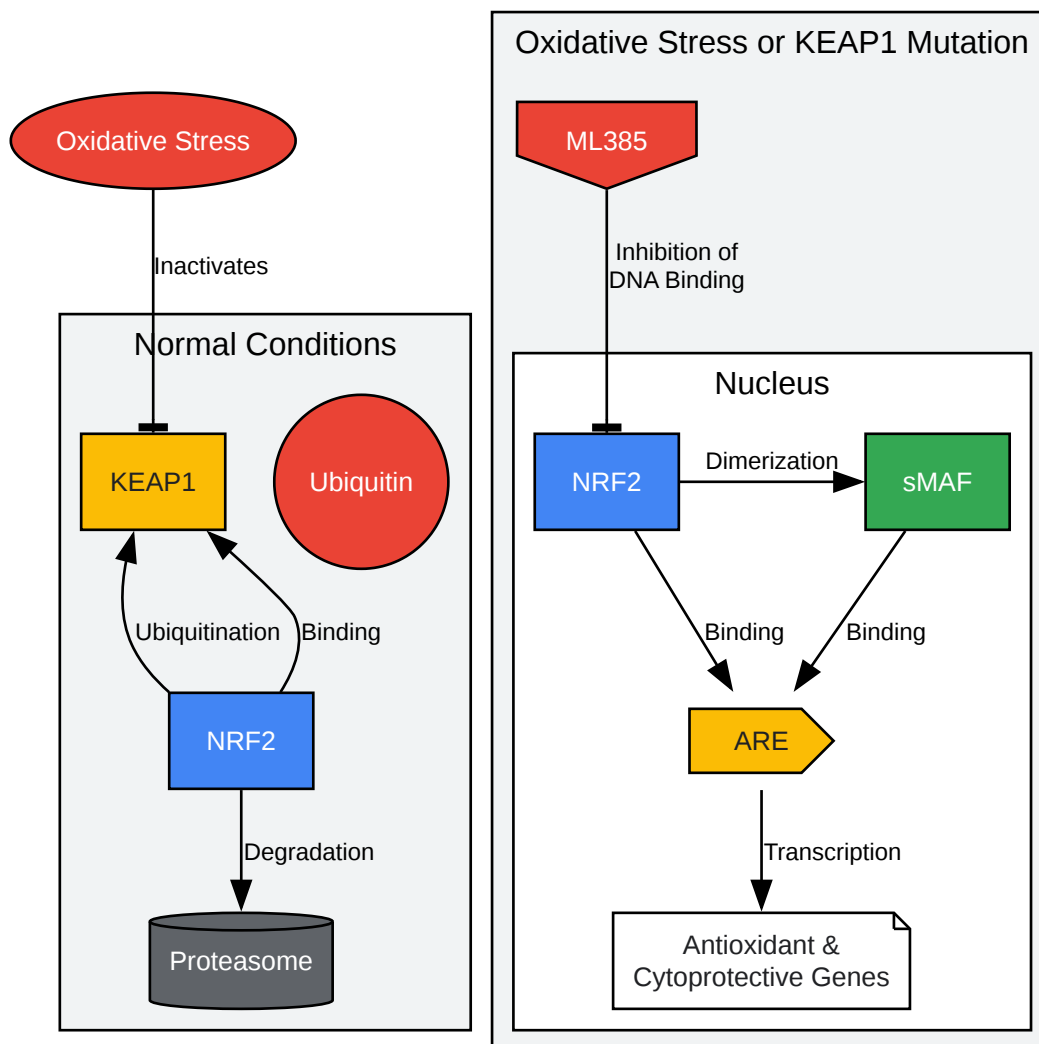 Oxidative Stress or KEAP1 Mutation
Oxidative Stress
ML385
Inactivates
Inhibition of
DNA Binding
Normal Conditions
Nucleus
KEAP1
Ubiquitin
NRF2
Dimerization
sMAF
Ubiquitination
Binding
Binding
Binding
NRF2
ARE
Degradation
Transcription
Proteasome
Antioxidant &
Cytoprotective Genes